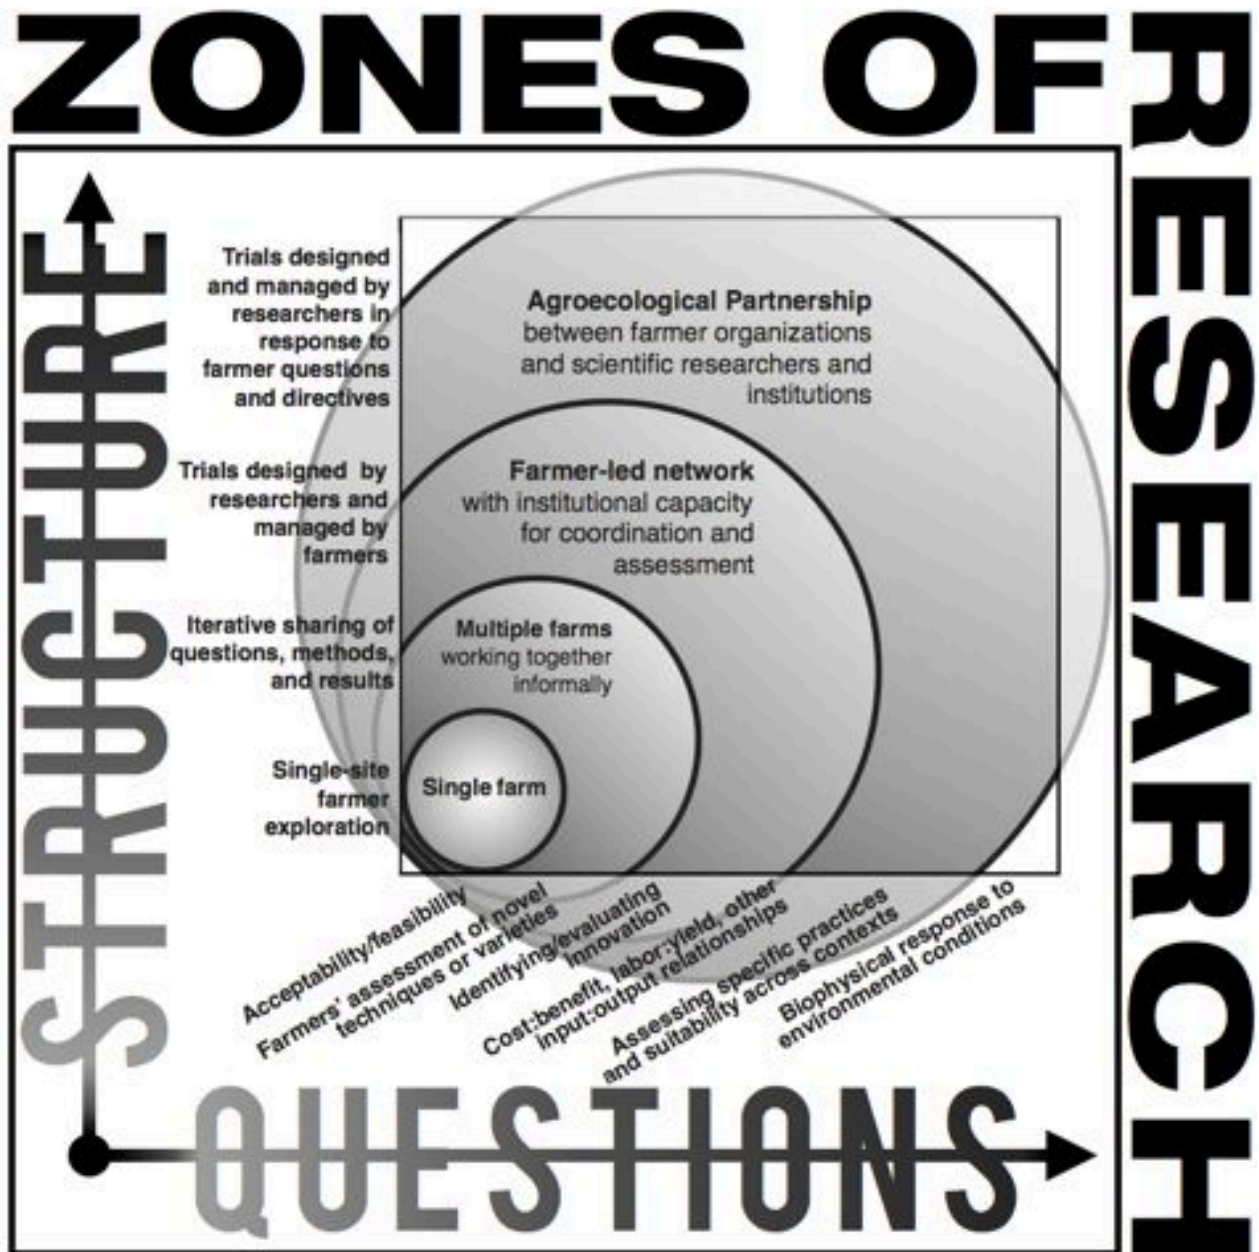 ZONES OF
RESEARCH
STRUCTURE
Trials designed
and managed by
researchers in
response to
farmer questions
and directives
Trials designed by
researchers and
managed by
farmers
Iterative sharing of
questions, methods,
and results
Single-site
farmer
exploration
Agroecological Partnership
between farmer organizations
and scientific researchers and
institutions
Farmer-led network
with institutional capacity
for coordination and
assessment
Multiple farms
working together
informally
Single farm
Acceptability/feasibility
Farmers' assessment of novel
techniques or varieties
Identifying/evaluating
innovation
Cost:benefit, labor:yield, other
input:output relationships
Assessing specific practices
and suitability across contexts
Biophysical response to
environmental conditions
QUESTIONS